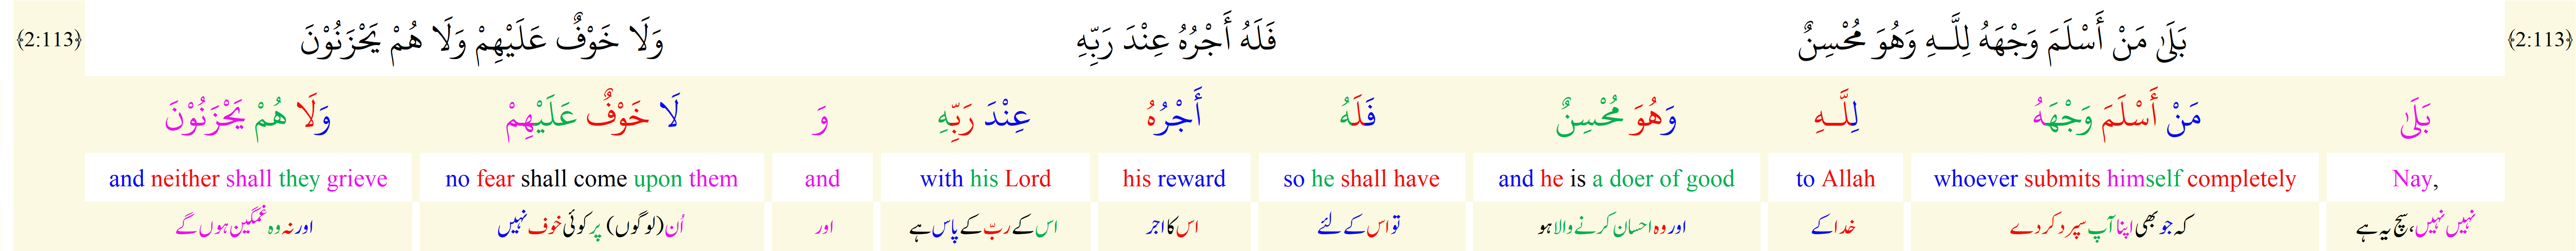 ﴿2:113﴾ بَلَىٰ مَنْ أَسْلَمَ وَجْهَهُ لِلَّـهِ وَهُوَ مُحْسِنٌ فَلَهُ أَجْرُهُ عِنْدَ رَبِّهِ وَلَا خَوْفٌ عَلَيْهِمْ وَلَا هُمْ يَحْزَنُوْنَ ﴿2:113﴾
بَلَىٰ مَنْ أَسْلَمَ وَجْهَهُ لِلَّـهِ وَهُوَ مُحْسِنٌ فَلَهُ أَجْرُهُ عِنْدَ رَبِّهِ وَ لَا خَوْفٌ عَلَيْهِمْ وَلَا هُمْ يَحْزَنُوْنَ
Nay, whoever submits himself completely to Allah and he is a doer of good so he shall have his reward with his Lord and no fear shall come upon them and neither shall they grieve
نہیں نہیں، سچ یہ ہے کہ جو بھی اپنا آپ سپرد کر دے خدا کے اور وہ احسان کرنے والا ہو تو اس کے لئے اس کا اجر اس کے ربّ کے پاس ہے اور اُن (لوگوں) پر کوئی خوف نہیں اور نہ وہ غمگین ہوں گے